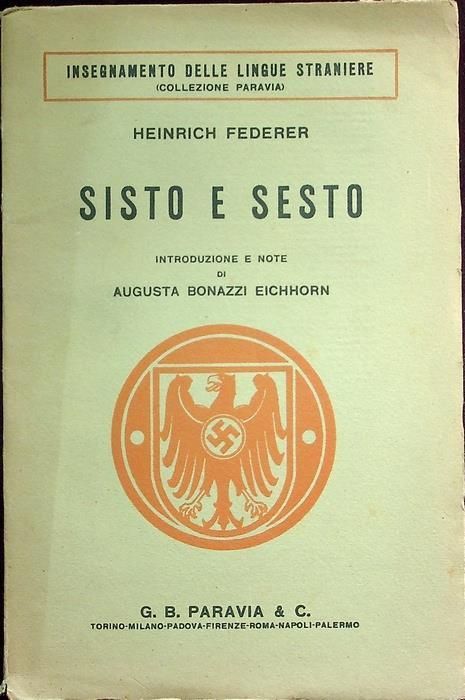 INSEGNAMENTO DELLE LINGUE STRANIERE
(COLLEZIONE PARAVIA)
HEINRICH FEDERER
SISTO E SESTO
INTRODUZIONE E NOTE
DI
AUGUSTA BONAZZI EICHHORN
G. B. PARAVIA & C.
TORINO-MILANO-PADOVA-FIRENZE-ROMA-NAPOLI-PALERMO